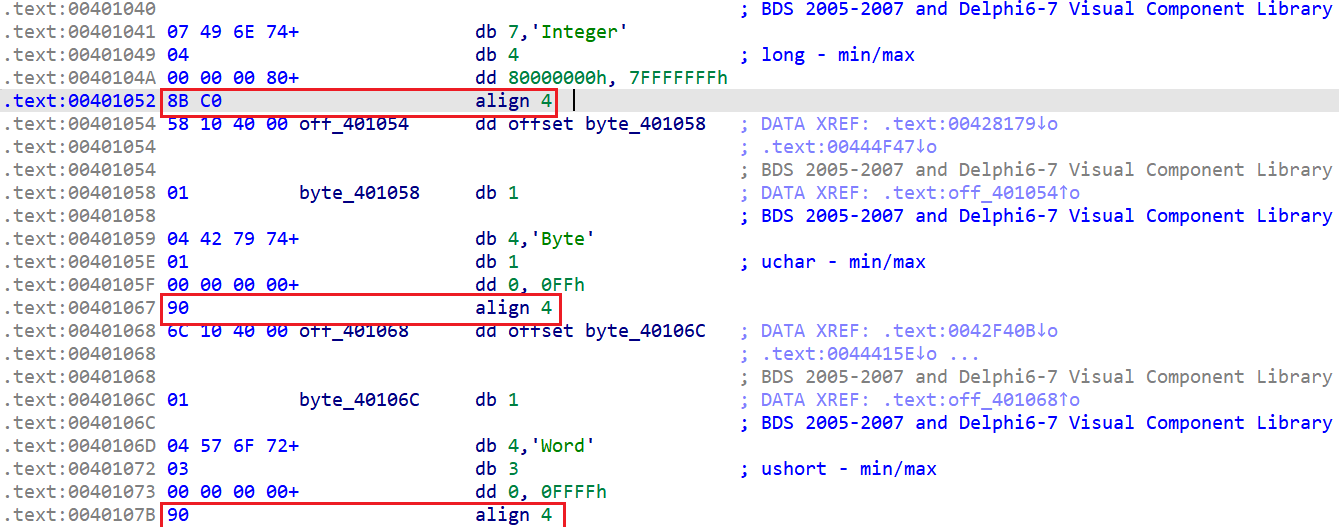 .text:00401040 ; BDS 2005-2007 and Delphi6-7 Visual Component Library
.text:00401041 07 49 6E 74+ db 7,'Integer'
.text:00401049 04 db 4 ; long - min/max
.text:0040104A 00 00 00 80+ dd 80000000h, 7FFFFFFFh
.text:00401052 8B C0 align 4
.text:00401054 58 10 40 00 off_401054 dd offset byte_401058 ; DATA XREF: .text:00428179↓o
.text:00401054 ; .text:00444F47↓o
.text:00401054 ; BDS 2005-2007 and Delphi6-7 Visual Component Library
.text:00401058 01 byte_401058 db 1 ; DATA XREF: .text:off_401054↑o
.text:00401058 ; BDS 2005-2007 and Delphi6-7 Visual Component Library
.text:00401059 04 42 79 74+ db 4,'Byte'
.text:0040105E 01 db 1 ; uchar - min/max
.text:0040105F 00 00 00 00+ dd 0, 0FFh
.text:00401067 90 align 4
.text:00401068 6C 10 40 00 off_401068 dd offset byte_40106C ; DATA XREF: .text:0042F40B↓o
.text:00401068 ; .text:0044415E↓o ...
.text:00401068 ; BDS 2005-2007 and Delphi6-7 Visual Component Library
.text:0040106C 01 byte_40106C db 1 ; DATA XREF: .text:off_401068↑o
.text:0040106C ; BDS 2005-2007 and Delphi6-7 Visual Component Library
.text:0040106D 04 57 6F 72+ db 4,'Word'
.text:00401072 03 db 3 ; ushort - min/max
.text:00401073 00 00 00 00+ dd 0, 0FFFFh
.text:0040107B 90 align 4